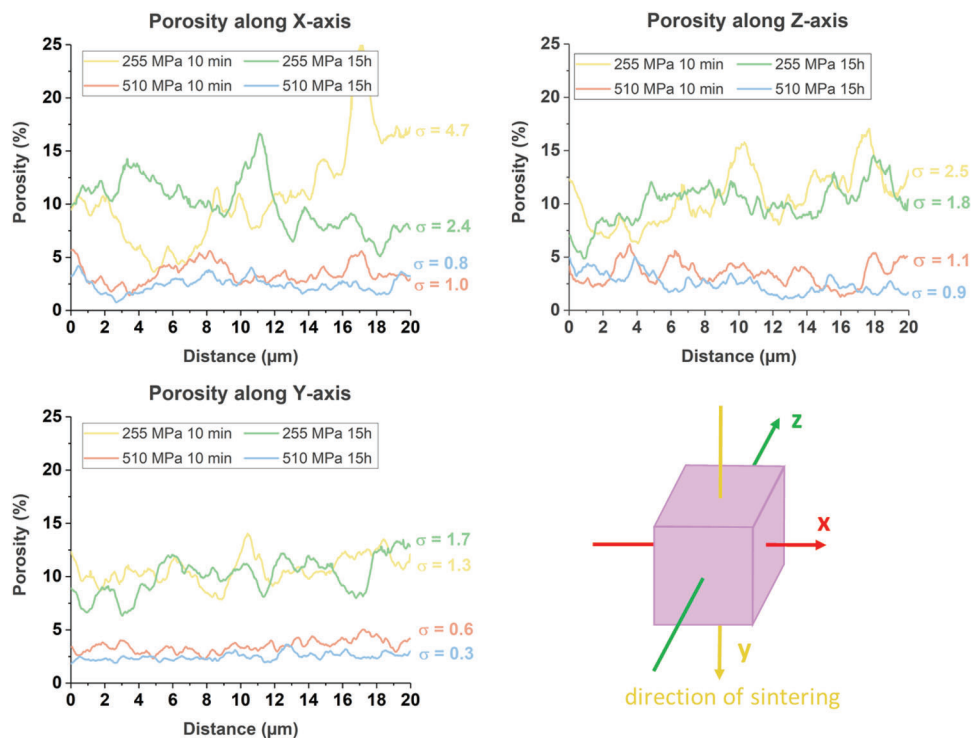 Porosity along X-axis
Porosity (%)
25
20
15
10
5
0
255 MPa 10 min
255 MPa 15h
510 MPa 10 min
510 MPa 15h
σ = 4.7
σ = 2.4
σ = 0.8
σ = 1.0
0 2 4 6 8 10 12 14 16 18 20
Distance (µm)
Porosity along Z-axis
Porosity (%)
25
20
15
10
5
0
255 MPa 10 min
255 MPa 15h
510 MPa 10 min
510 MPa 15h
σ = 2.5
σ = 1.8
σ = 1.1
σ = 0.9
0 2 4 6 8 10 12 14 16 18 20
Distance (µm)
Porosity along Y-axis
Porosity (%)
25
20
15
10
5
0
255 MPa 10 min
255 MPa 15h
510 MPa 10 min
510 MPa 15h
σ = 1.7
σ = 1.3
σ = 0.6
σ = 0.3
0 2 4 6 8 10 12 14 16 18 20
Distance (µm)
z
x
y
direction of sintering